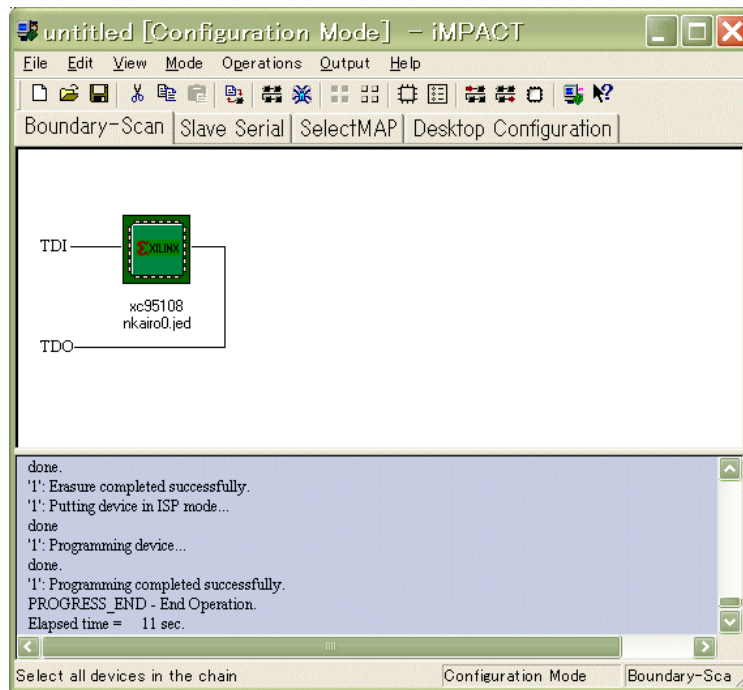 untitled [Configuration Mode] - iMPACT
File Edit View Mode Operations Output Help
Boundary-Scan Slave Serial SelectMAP Desktop Configuration
TDI
XILINX
xc95108
nkairo0.jed
TDO
done.
'1': Erasure completed successfully.
'1': Putting device in ISP mode...
done
'1': Programming device...
done.
'1': Programming completed successfully.
PROGRESS_END - End Operation.
Elapsed time = 11 sec.
Select all devices in the chain Configuration Mode Boundary-Sca